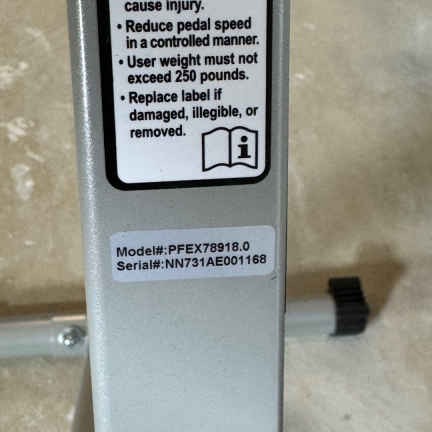 cause injury.
• Reduce pedal speed
in a controlled manner.
• User weight must not
exceed 250 pounds.
• Replace label if
damaged, illegible, or
removed.
i
Model#:PFEX78918.0
Serial#:NN731AE001168